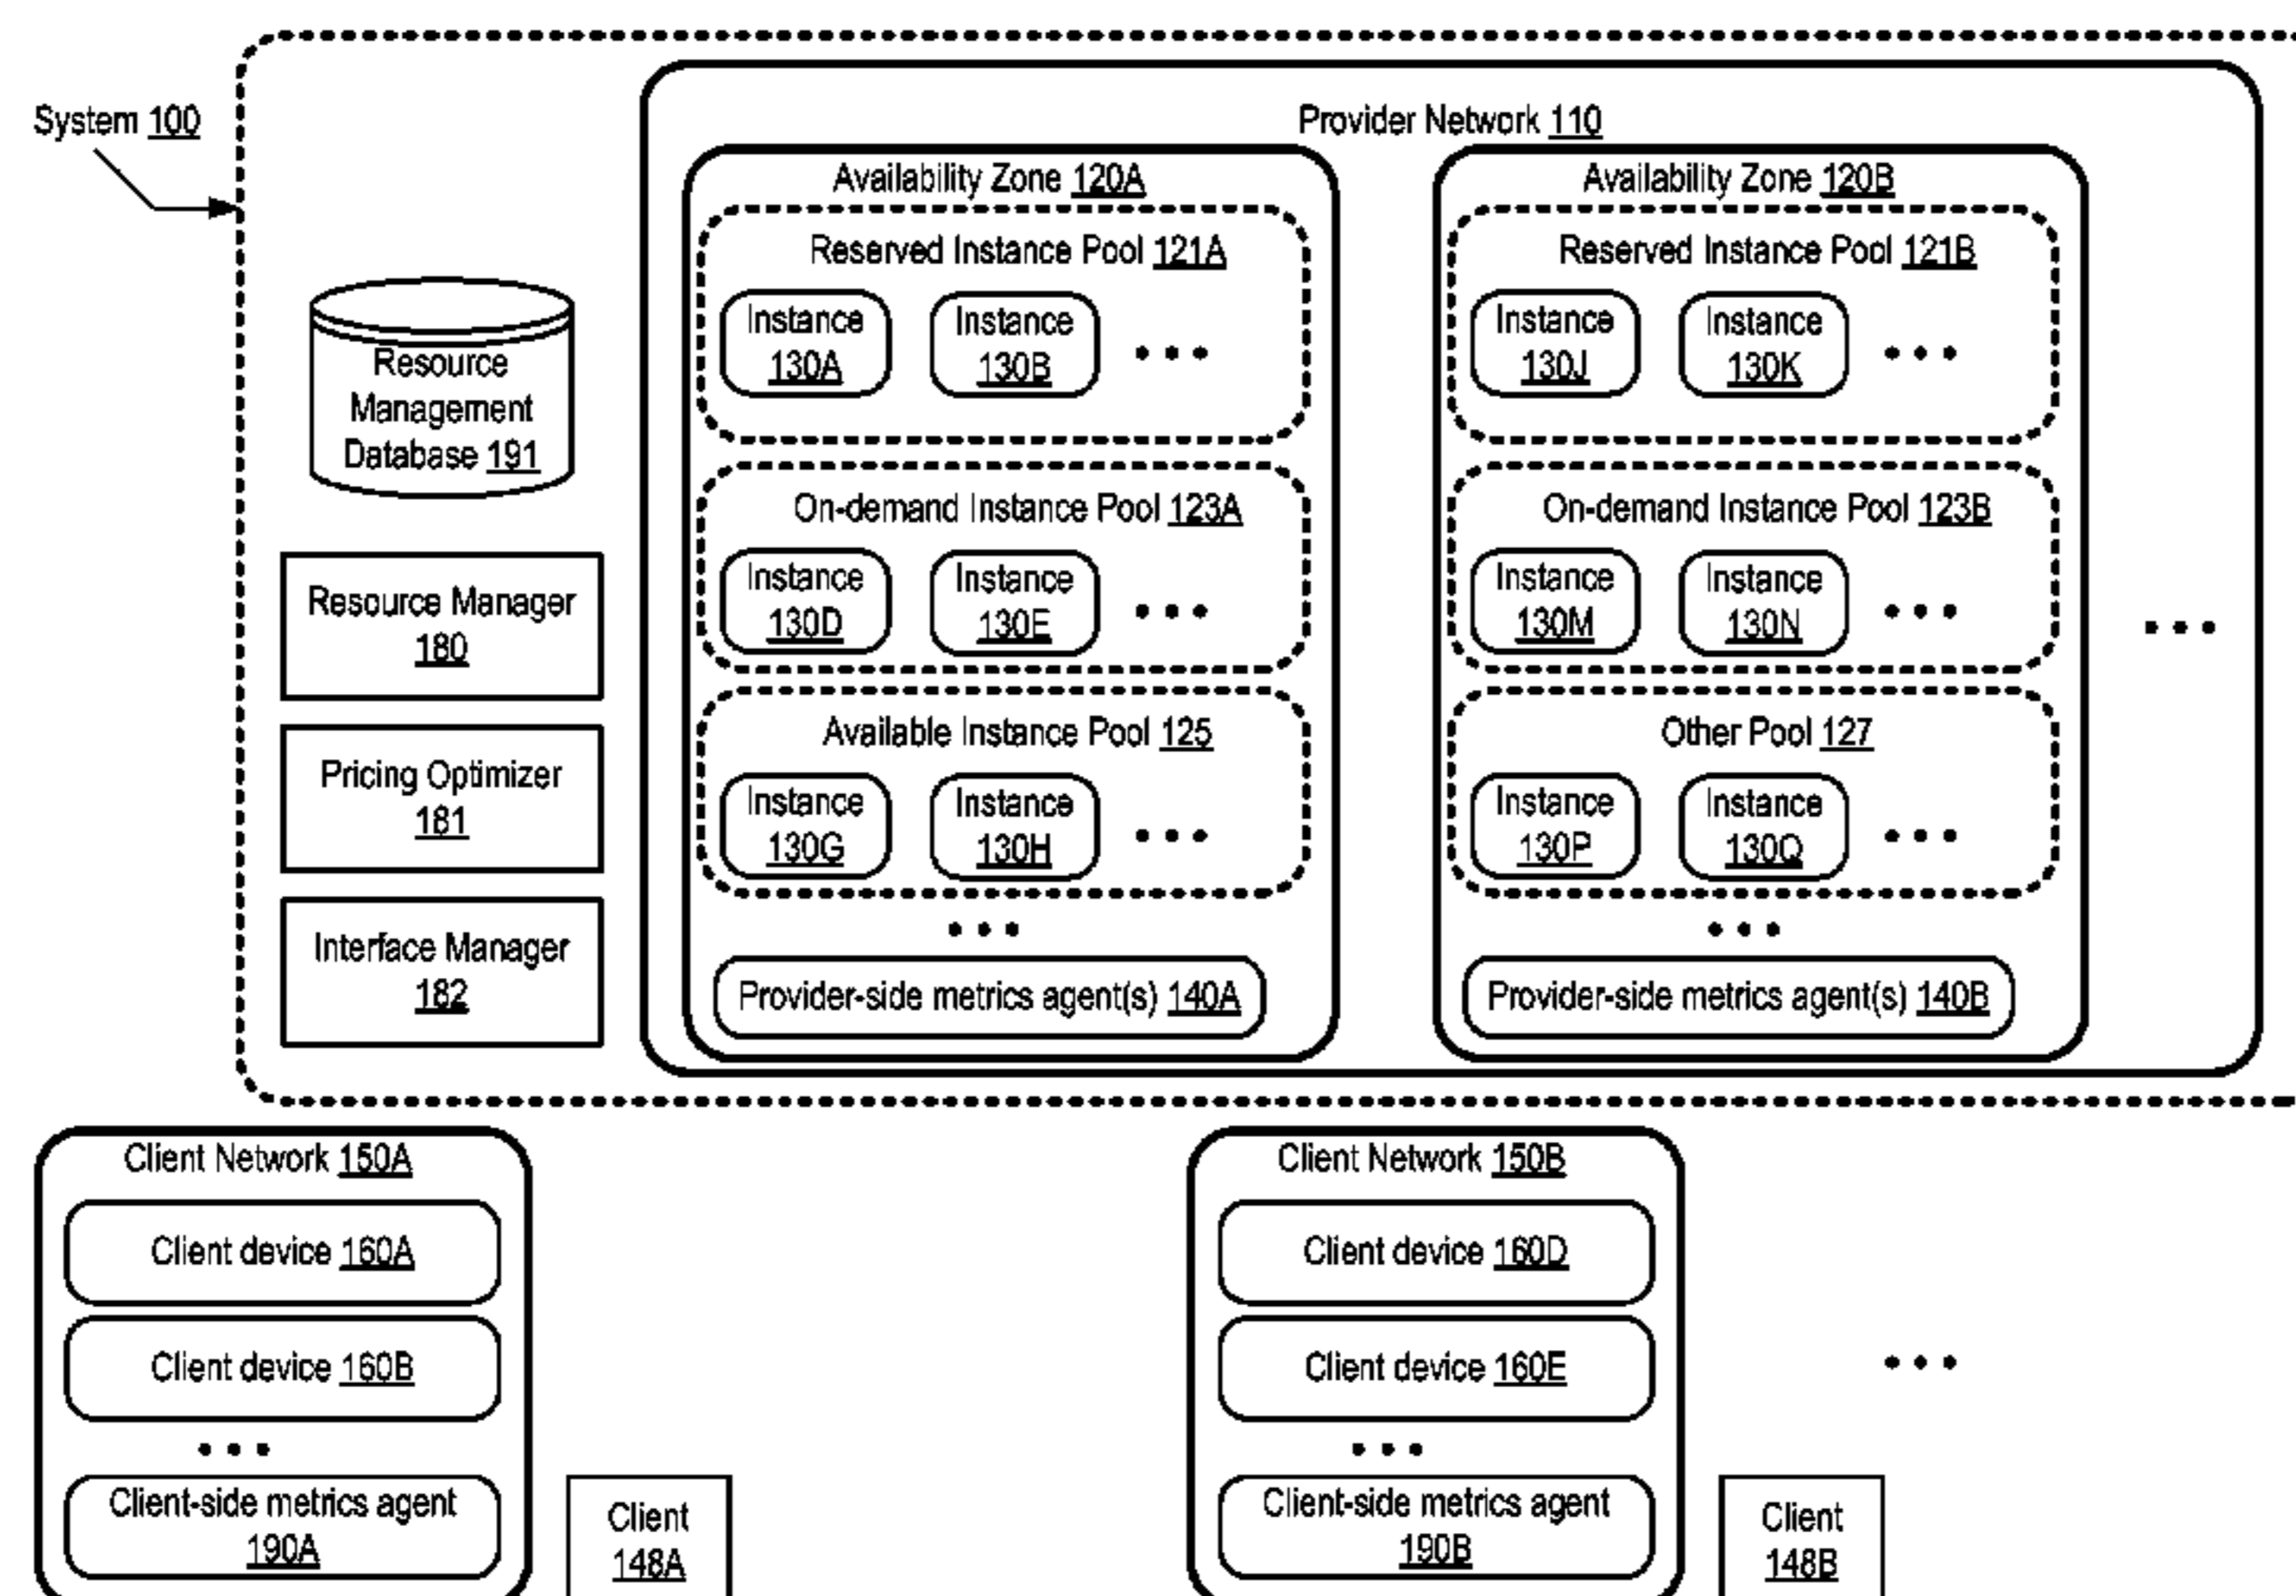 System 100
Provider Network 110
Availability Zone 120A
Reserved Instance Pool 121A
Instance
130A
Instance
130B
On-demand Instance Pool 123A
Instance
130D
Instance
130E
Available Instance Pool 125
Instance
130G
Instance
130H
Provider-side metrics agent(s) 140A
Availability Zone 120B
Reserved Instance Pool 121B
Instance
130J
Instance
130K
On-demand Instance Pool 123B
Instance
130M
Instance
130N
Other Pool 127
Instance
130P
Instance
130Q
Provider-side metrics agent(s) 140B
Resource
Management
Database 191
Resource Manager
180
Pricing Optimizer
181
Interface Manager
182
Client Network 150A
Client device 160A
Client device 160B
Client-side metrics agent
190A
Client
148A
Client Network 150B
Client device 160D
Client device 160E
Client-side metrics agent
190B
Client
148B